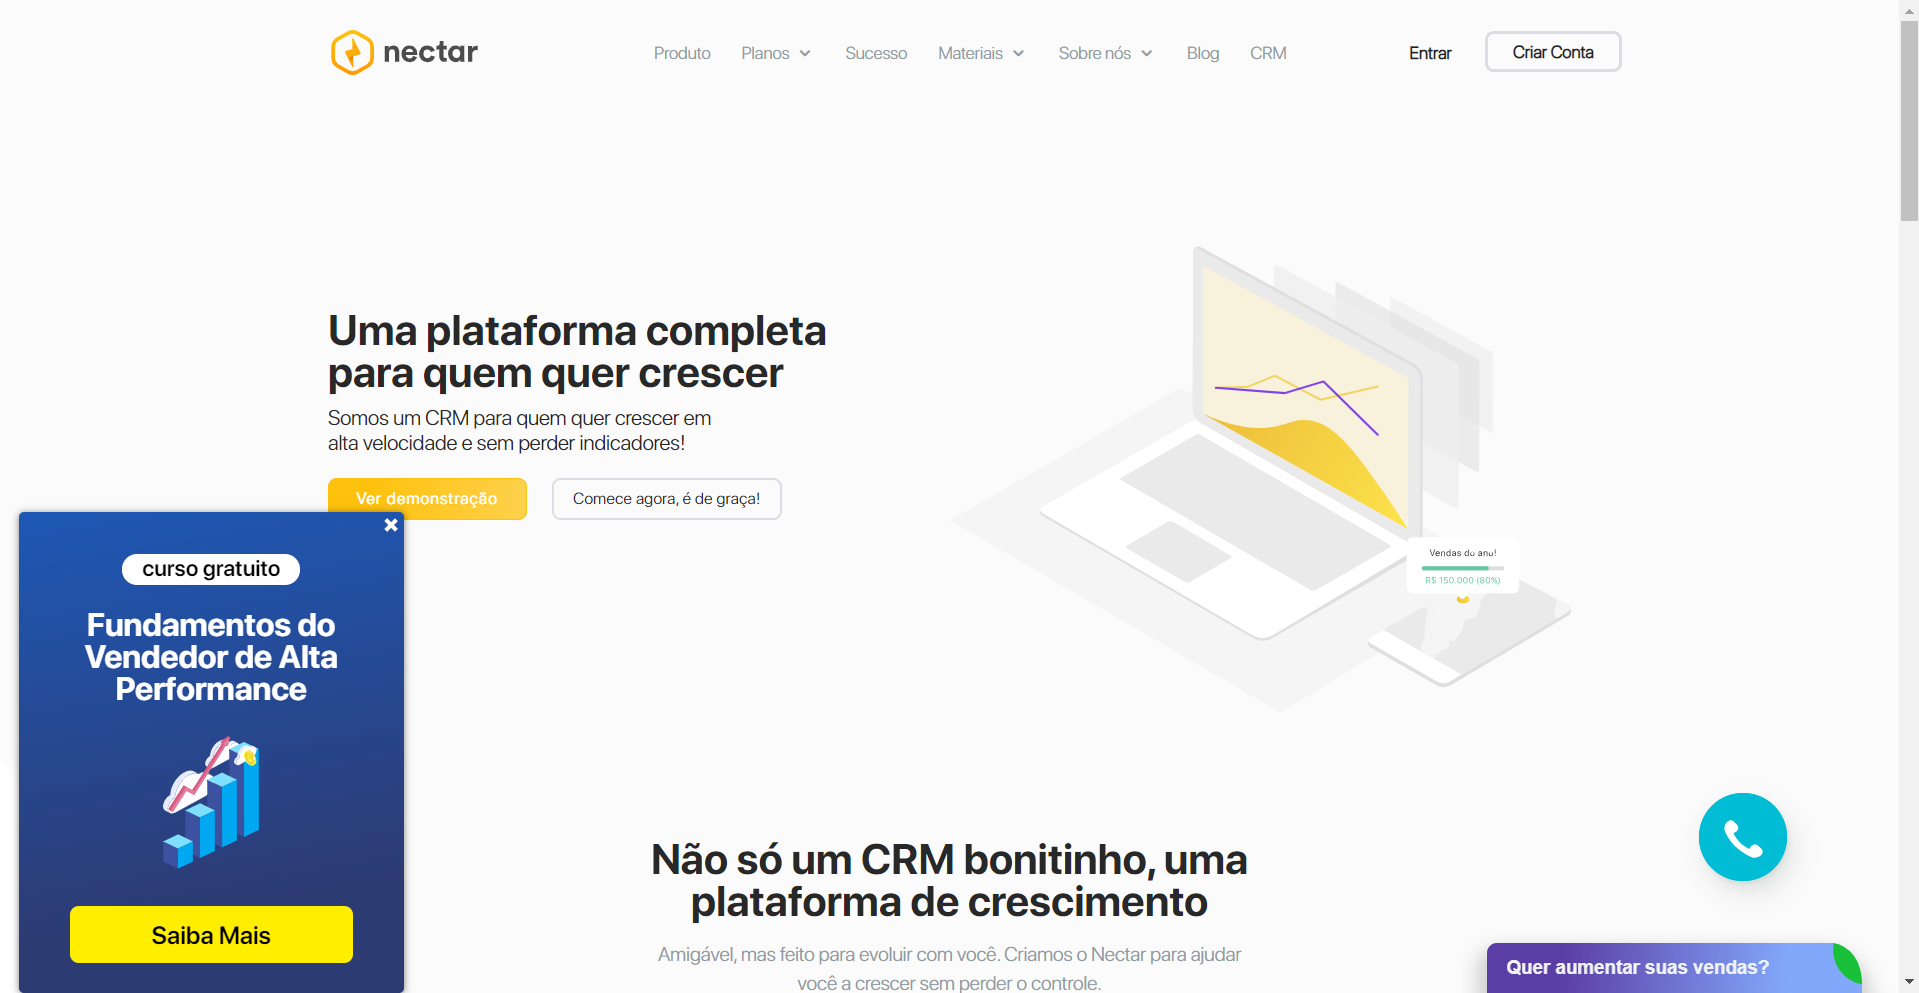 nectar
Produto
Planos
Sucesso
Materiais
Sobre nós
Blog
CRM
Entrar
Criar Conta
Uma plataforma completa
para quem quer crescer
Somos um CRM para quem quer crescer em
alta velocidade e sem perder indicadores!
Ver demonstração
Comece agora, é de graça!
Vendas do ano!
R$ 150.000 (80%)
curso gratuito
Fundamentos do
Vendedor de Alta
Performance
Saiba Mais
Não só um CRM bonitinho, uma
plataforma de crescimento
Amigável, mas feito para evoluir com você. Criamos o Nectar para ajudar
você a crescer sem perder o controle.
Quer aumentar suas vendas?